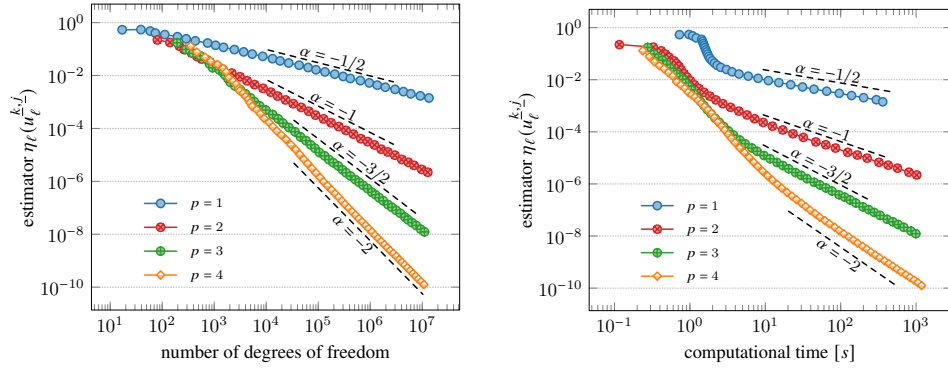 10^0
10^−2
10^−4
10^−6
10^−8
10^−10
estimator η_ℓ(u_ℓ^{k,j})
α = −1/2
α = −1
α = −3/2
α = −2
p = 1
p = 2
p = 3
p = 4
10^1 10^2 10^3 10^4 10^5 10^6 10^7
number of degrees of freedom
10^0
10^−2
10^−4
10^−6
10^−8
10^−10
estimator η_ℓ(u_ℓ^{k,j})
α = −1/2
α = −1
α = −3/2
α = −2
p = 1
p = 2
p = 3
p = 4
10^−1 10^0 10^1 10^2 10^3
computational time [s]